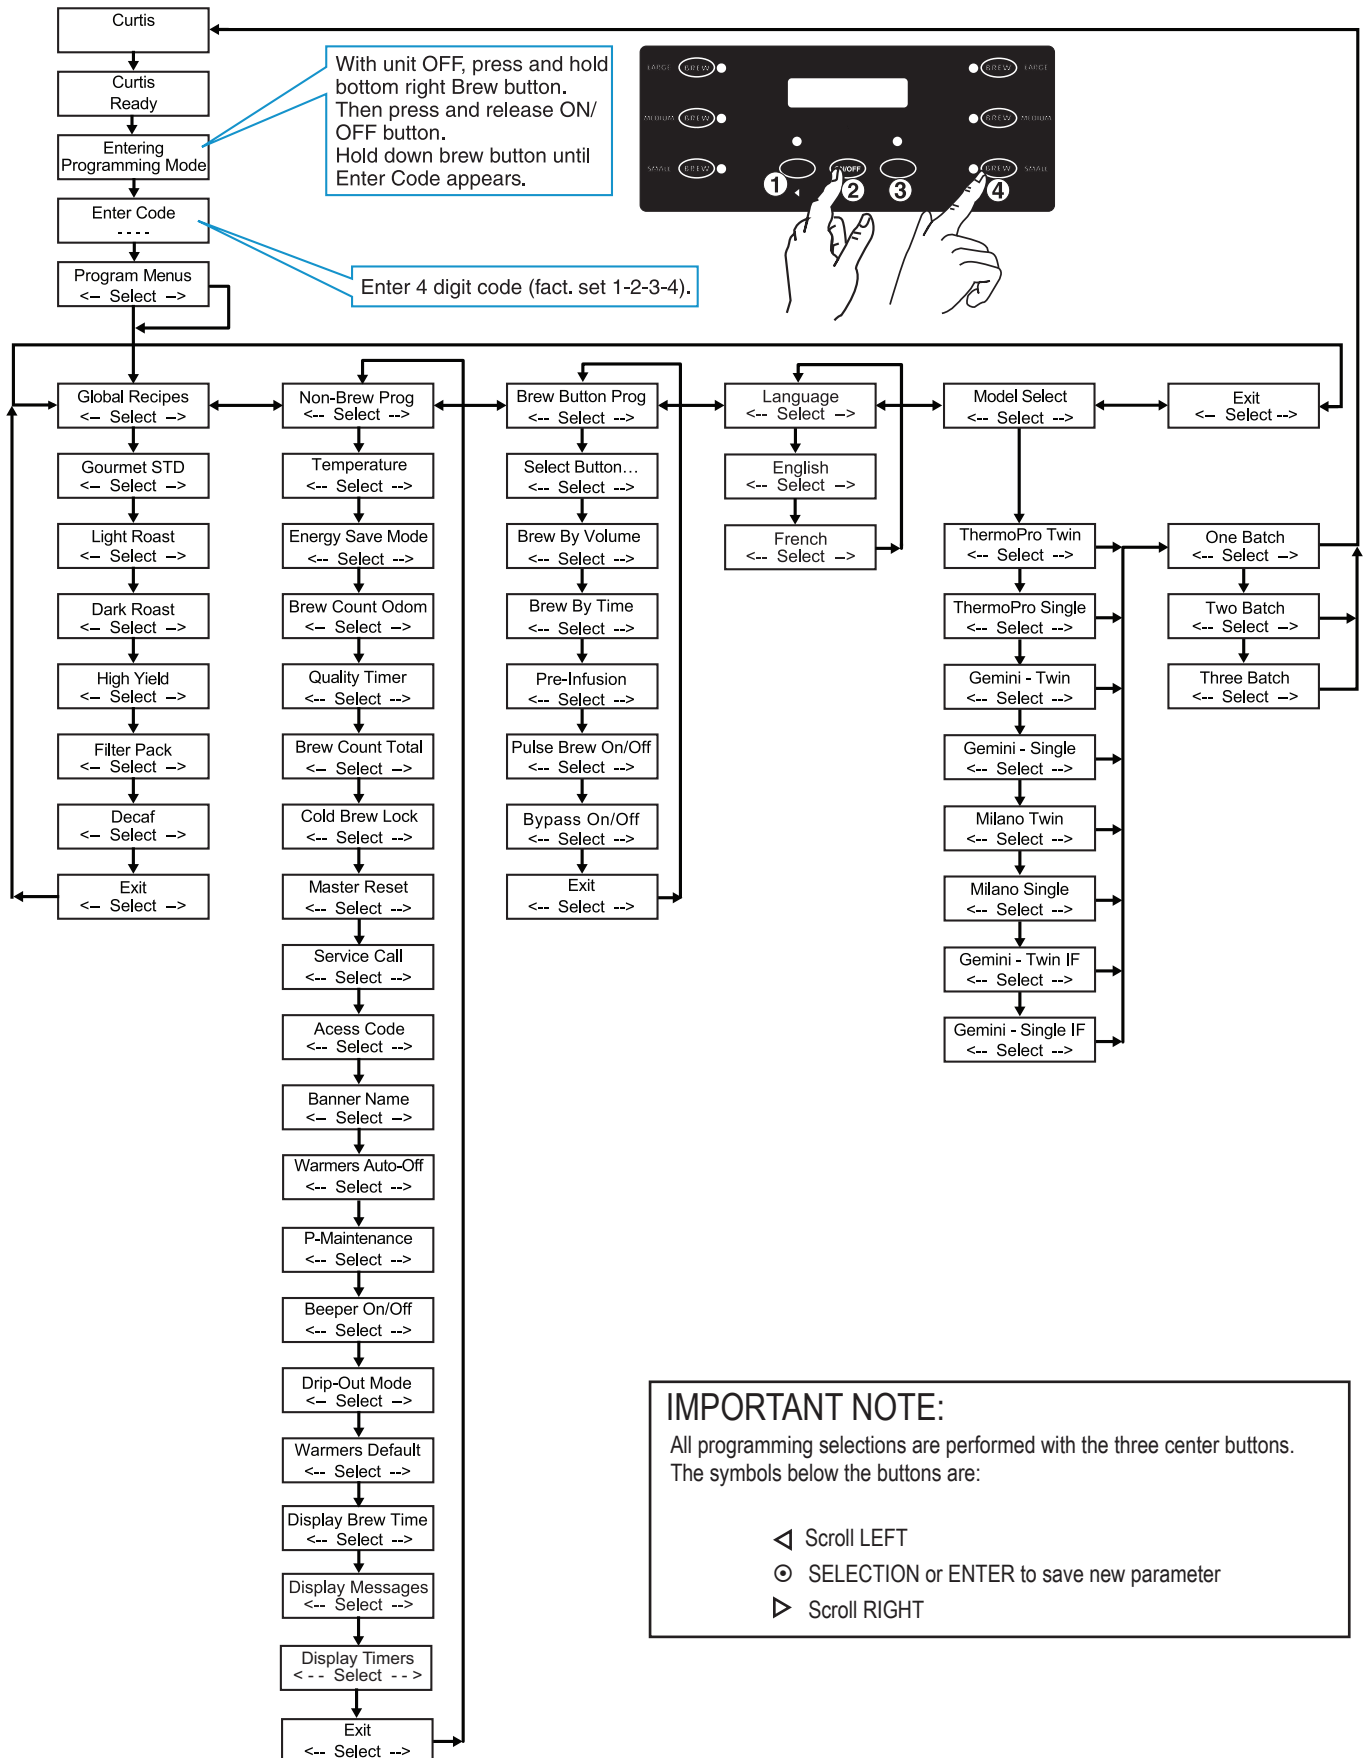 Curtis
Curtis
Ready
Entering
Programming Mode
Enter Code
- - - -
Program Menus
<– Select –>
With unit OFF, press and hold
bottom right Brew button.
Then press and release ON/
OFF button.
Hold down brew button until
Enter Code appears.
Enter 4 digit code (fact. set 1-2-3-4).
LARGE BREW
MEDIUM BREW
SMALL BREW
BREW LARGE
BREW MEDIUM
BREW SMALL
ON/OFF
1 2 3 4
Global Recipes
<– Select –>
Gourmet STD
<– Select –>
Light Roast
<– Select –>
Dark Roast
<– Select –>
High Yield
<– Select –>
Filter Pack
<– Select –>
Decaf
<– Select –>
Exit
<– Select –>
Non-Brew Prog
<-- Select -->
Temperature
<-- Select -->
Energy Save Mode
<-- Select -->
Brew Count Odom
<– Select –>
Quality Timer
<-- Select -->
Brew Count Total
<-- Select -->
Cold Brew Lock
<-- Select -->
Master Reset
<-- Select -->
Service Call
<-- Select -->
Acess Code
<-- Select -->
Banner Name
<– Select –>
Warmers Auto-Off
<-- Select -->
P-Maintenance
<-- Select -->
Beeper On/Off
<-- Select -->
Drip-Out Mode
<– Select –>
Warmers Default
<-- Select -->
Display Brew Time
<-- Select -->
Display Messages
<-- Select -->
Display Timers
< - - Select - - >
Exit
<-- Select -->
Brew Button Prog
<-- Select -->
Select Button...
<-- Select -->
Brew By Volume
<-- Select -->
Brew By Time
<-- Select -->
Pre-Infusion
<-- Select -->
Pulse Brew On/Off
<-- Select -->
Bypass On/Off
<-- Select -->
Exit
<-- Select -->
Language
<-- Select –>
English
<-- Select –>
French
<-- Select –>
Model Select
<-- Select -->
ThermoPro Twin
<-- Select -->
ThermoPro Single
<-- Select -->
Gemini - Twin
<-- Select -->
Gemini - Single
<-- Select -->
Milano Twin
<-- Select -->
Milano Single
<-- Select -->
Gemini - Twin IF
<-- Select -->
Gemini - Single IF
<-- Select -->
Exit
<– Select -->
One Batch
<-- Select -->
Two Batch
<-- Select -->
Three Batch
<-- Select -->
IMPORTANT NOTE:
All programming selections are performed with the three center buttons.
The symbols below the buttons are:
Scroll LEFT
SELECTION or ENTER to save new parameter
Scroll RIGHT